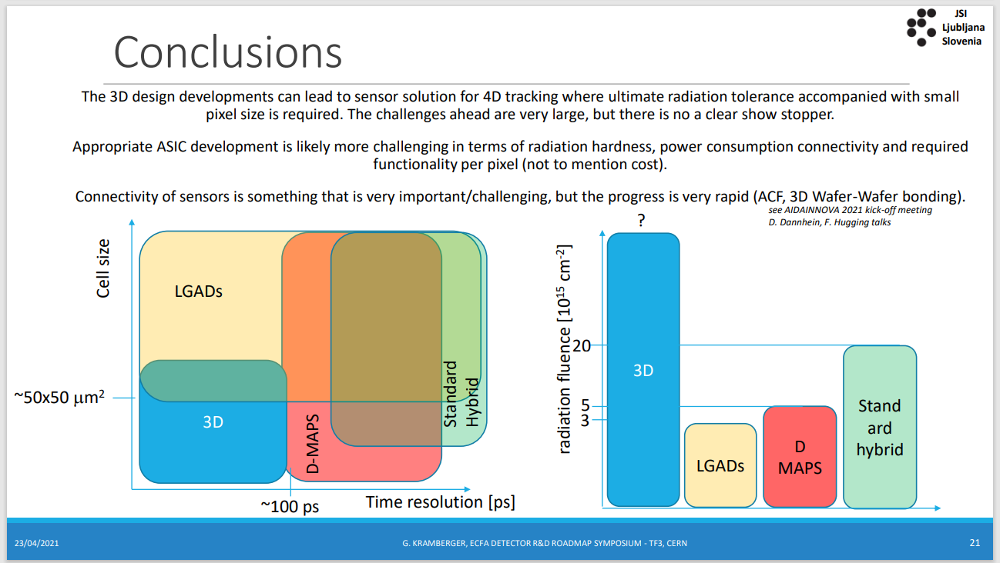 JSI
Ljubljana
Slovenia
Conclusions
The 3D design developments can lead to sensor solution for 4D tracking where ultimate radiation tolerance accompanied with small
pixel size is required. The challenges ahead are very large, but there is no a clear show stopper.
Appropriate ASIC development is likely more challenging in terms of radiation hardness, power consumption connectivity and required
functionality per pixel (not to mention cost).
Connectivity of sensors is something that is very important/challenging, but the progress is very rapid (ACF, 3D Wafer-Wafer bonding).
see AIDAINNOVA 2021 kick-off meeting
D. Dannhein, F. Hugging talks
Cell size
LGADs
~50x50 μm²
3D
D-MAPS
Standard
Hybrid
~100 ps
Time resolution [ps]
?
radiation fluence [10¹⁵ cm⁻²]
20
5
3
3D
LGADs
D
MAPS
Stand
ard
hybrid
23/04/2021
G. KRAMBERGER, ECFA DETECTOR R&D ROADMAP SYMPOSIUM - TF3, CERN
21